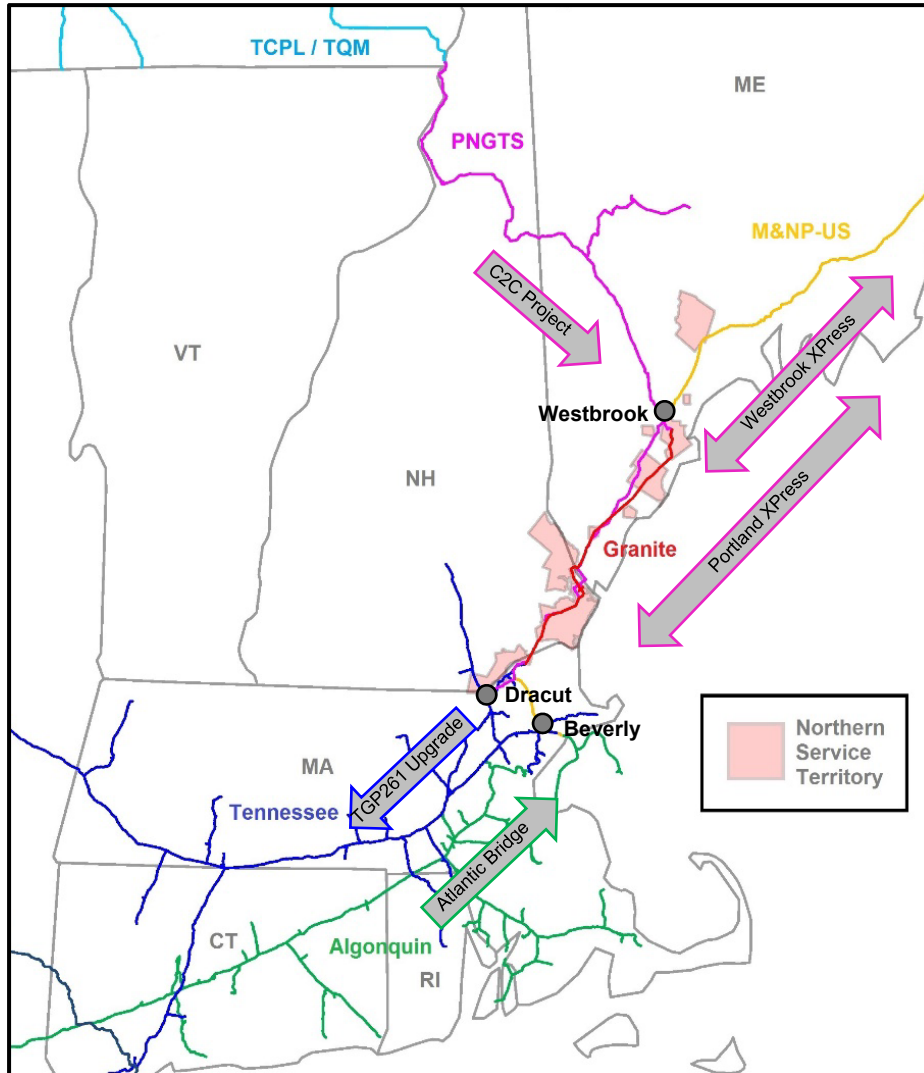 TCPL / TQM
ME
PNGTS
M&NP-US
C2C Project
Westbrook XPress
VT
Westbrook
NH
Portland XPress
Granite
Dracut
Beverly
Northern
Service
Territory
MA
TGP261 Upgrade
Tennessee
Atlantic Bridge
CT
Algonquin
RI